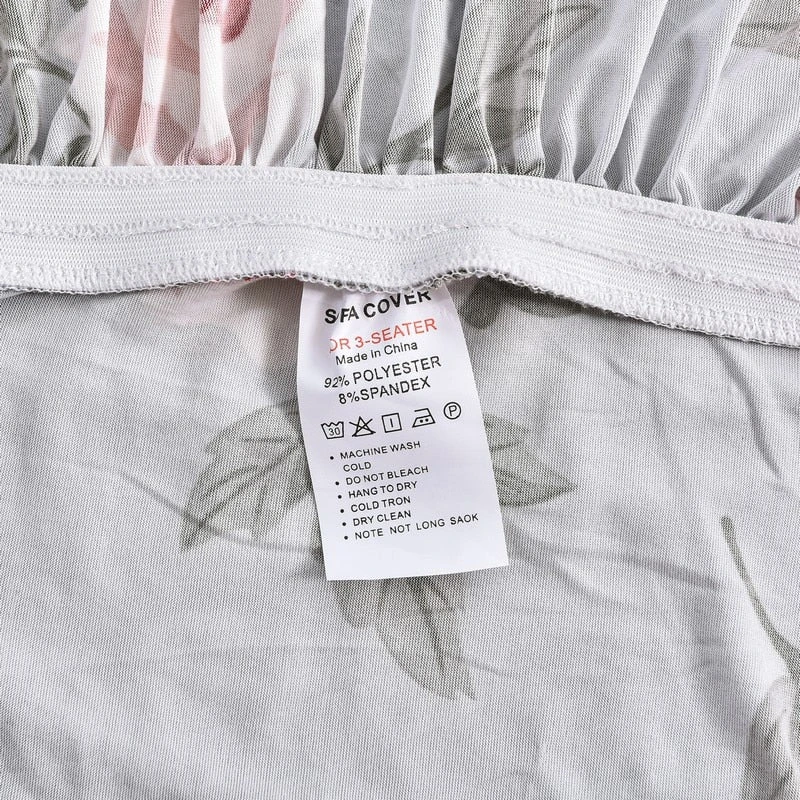 SFA COVER
OR 3-SEATER
Made in China
92% POLYESTER
8%SPANDEX
30 P
• MACHINE WASH
COLD
• DO NOT BLEACH
• HANG TO DRY
• COLD TRON
• DRY CLEAN
• NOTE NOT LONG SAOK